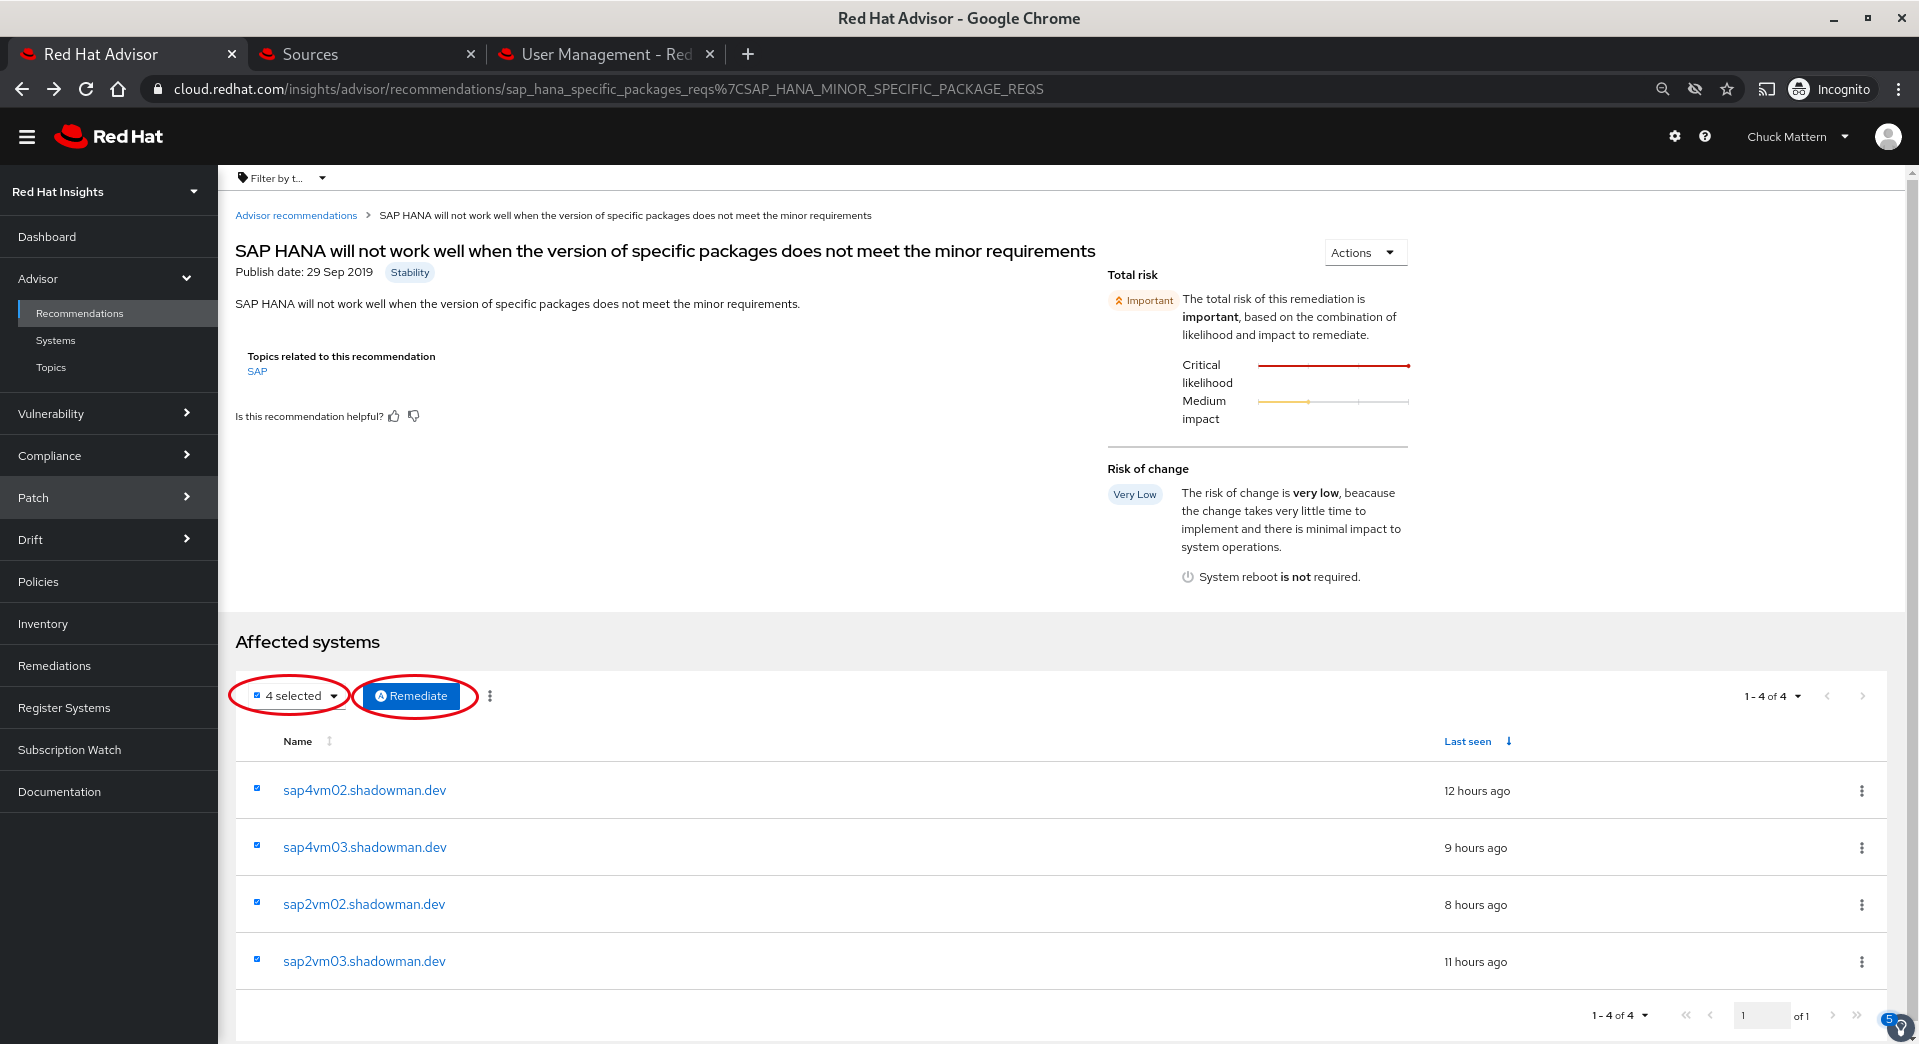 Red Hat Advisor - Google Chrome
Red Hat Advisor
Sources
User Management - Red
cloud.redhat.com/insights/advisor/recommendations/sap_hana_specific_packages_reqs%7CSAP_HANA_MINOR_SPECIFIC_PACKAGE_REQS
Incognito
Red Hat
Chuck Mattern
Red Hat Insights
Dashboard
Advisor
Recommendations
Systems
Topics
Vulnerability
Compliance
Patch
Drift
Policies
Inventory
Remediations
Register Systems
Subscription Watch
Documentation
Filter by t...
Advisor recommendations > SAP HANA will not work well when the version of specific packages does not meet the minor requirements
SAP HANA will not work well when the version of specific packages does not meet the minor requirements
Publish date: 29 Sep 2019 Stability
SAP HANA will not work well when the version of specific packages does not meet the minor requirements.
Topics related to this recommendation
SAP
Is this recommendation helpful?
Actions
Total risk
Important
The total risk of this remediation is
important, based on the combination of
likelihood and impact to remediate.
Critical
likelihood
Medium
impact
Risk of change
Very Low
The risk of change is very low, beacause
the change takes very little time to
implement and there is minimal impact to
system operations.
System reboot is not required.
Affected systems
4 selected
Remediate
1 - 4 of 4
Name
Last seen
sap4vm02.shadowman.dev
12 hours ago
sap4vm03.shadowman.dev
9 hours ago
sap2vm02.shadowman.dev
8 hours ago
sap2vm03.shadowman.dev
11 hours ago
1 - 4 of 4
1
of 1
5